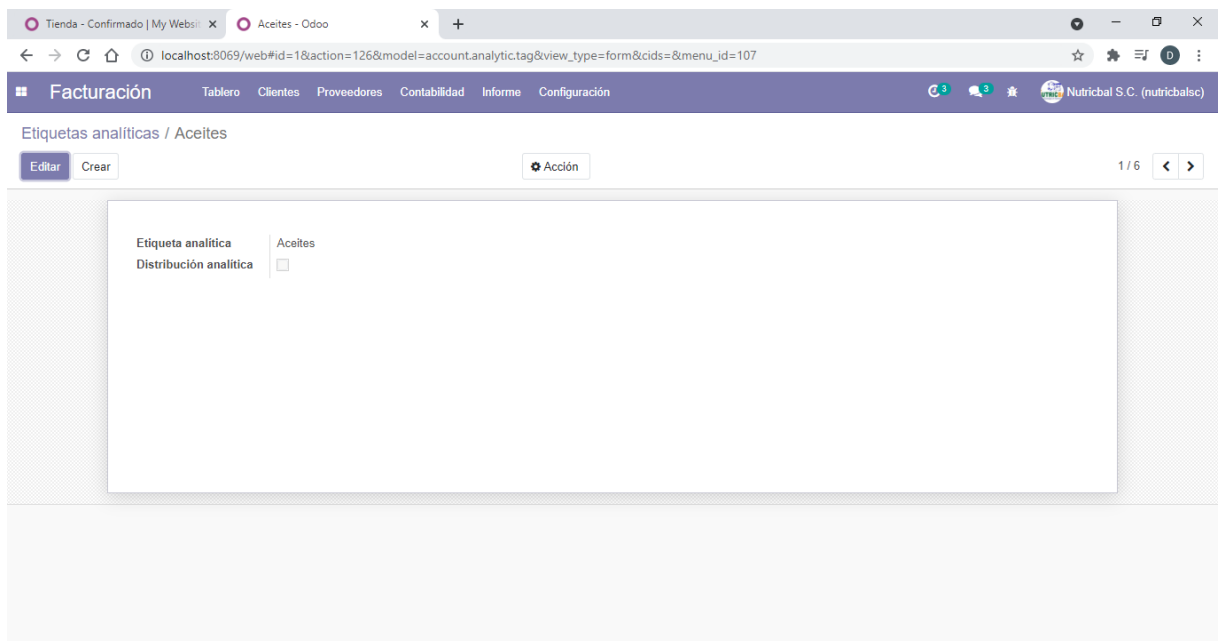 Tienda - Confirmado | My Websit
Aceites - Odoo
localhost:8069/web#id=1&action=126&model=account.analytic.tag&view_type=form&cids=&menu_id=107
D
Facturación Tablero Clientes Proveedores Contabilidad Informe Configuración 3 3 Nutricbal S.C. (nutricbalsc)
Etiquetas analíticas / Aceites
Editar Crear Acción 1 / 6
Etiqueta analítica Aceites
Distribución analítica